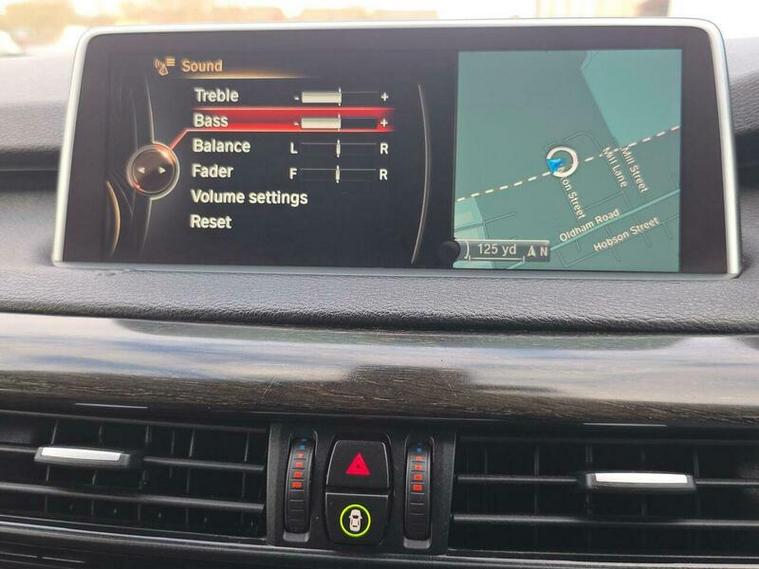 Sound
Treble - +
Bass - +
Balance L R
Fader F R
Volume settings
Reset
Mill Street
Mill Lane
on Street
Oldham Road
Hobson Street
125 yd
N